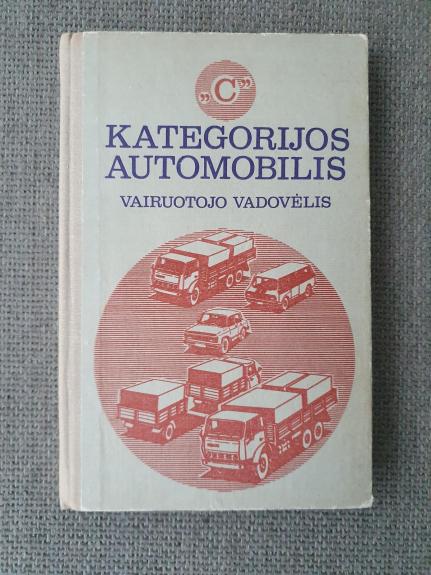 „C”
KATEGORIJOS
AUTOMOBILIS
VAIRUOTOJO VADOVĖLIS